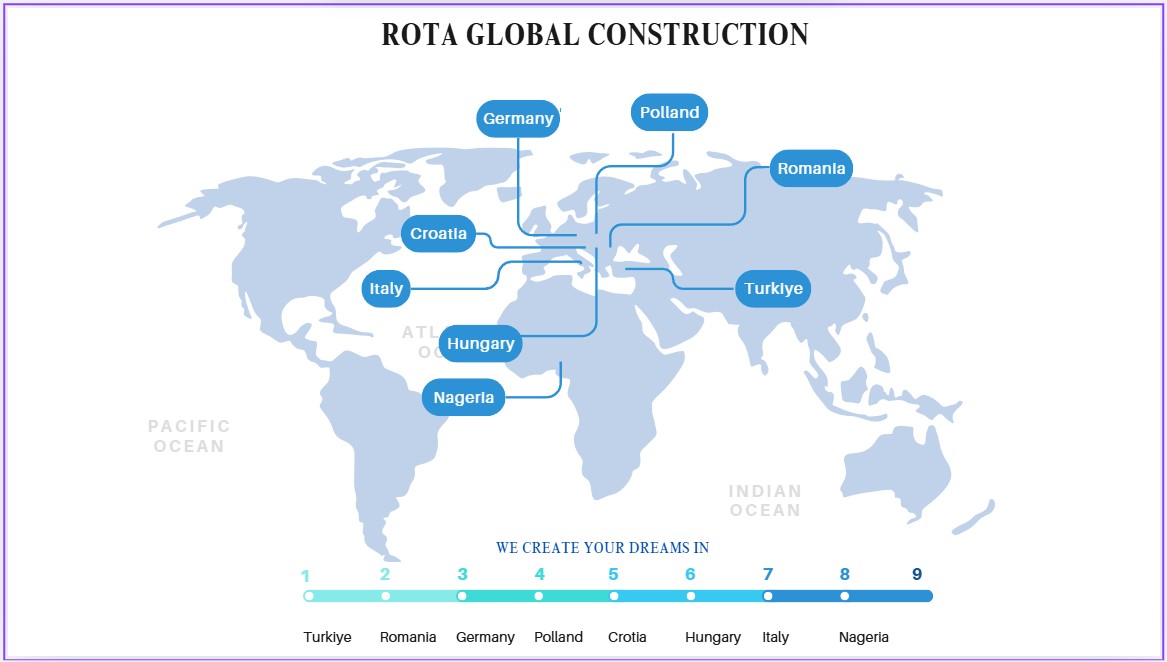 ROTA GLOBAL CONSTRUCTION
Germany
Polland
Romania
Croatia
Italy
Turkiye
ATL
OC
Hungary
Nageria
PACIFIC
OCEAN
INDIAN
OCEAN
WE CREATE YOUR DREAMS IN
1 2 3 4 5 6 7 8 9
Turkiye Romania Germany Polland Crotia Hungary Italy Nageria